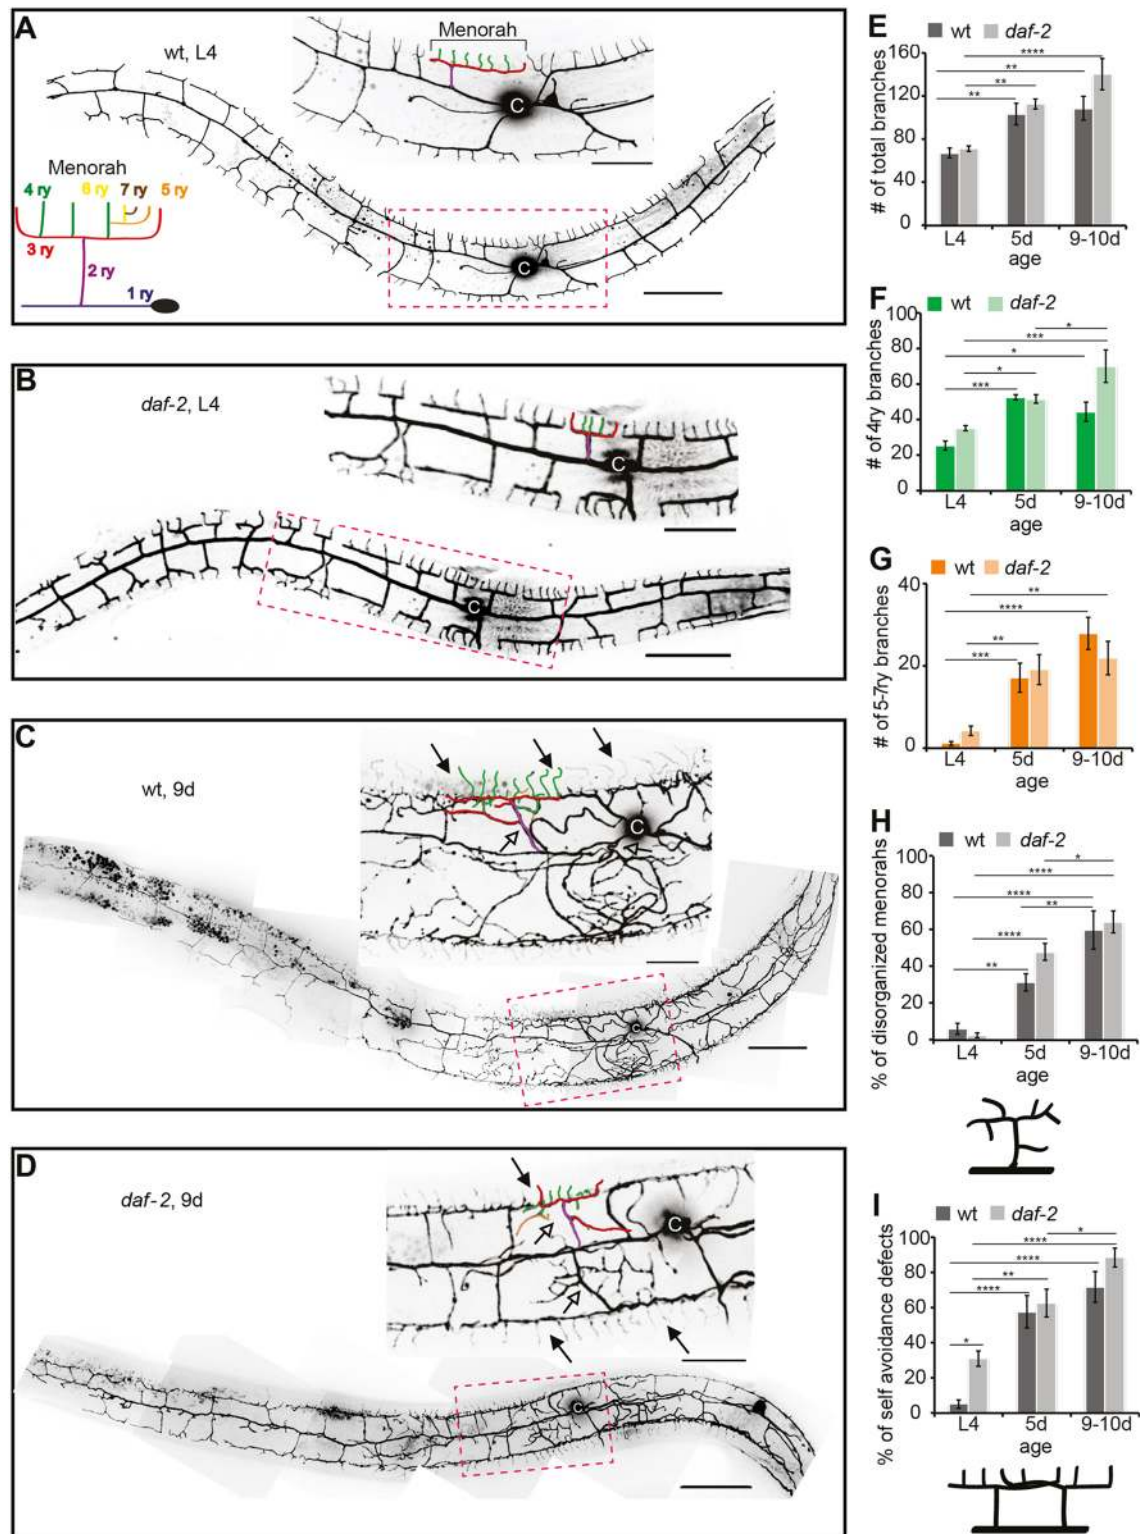 A
wt, L4
Menorah
C
Menorah
4 ry 6 ry 7 ry 5 ry
3 ry
2 ry
1 ry
C
B
daf-2, L4
C
C
C
wt, 9d
C
C
D
daf-2, 9d
C
C
E
wt daf-2
# of total branches
160
120
80
40
0
****
**
**
**
L4 5d 9-10d
age
F
wt daf-2
# of 4ry branches
100
80
60
40
20
0
*
***
*
*
***
L4 5d 9-10d
age
G
wt daf-2
# of 5-7ry branches
40
20
0
**
****
**
***
L4 5d 9-10d
age
H
wt daf-2
% of disorganized menorahs
100
80
60
40
20
0
*
****
****
**
****
**
L4 5d 9-10d
age
I
wt daf-2
% of self avoidance defects
100
80
60
40
20
0
*
****
****
**
****
*
L4 5d 9-10d
age